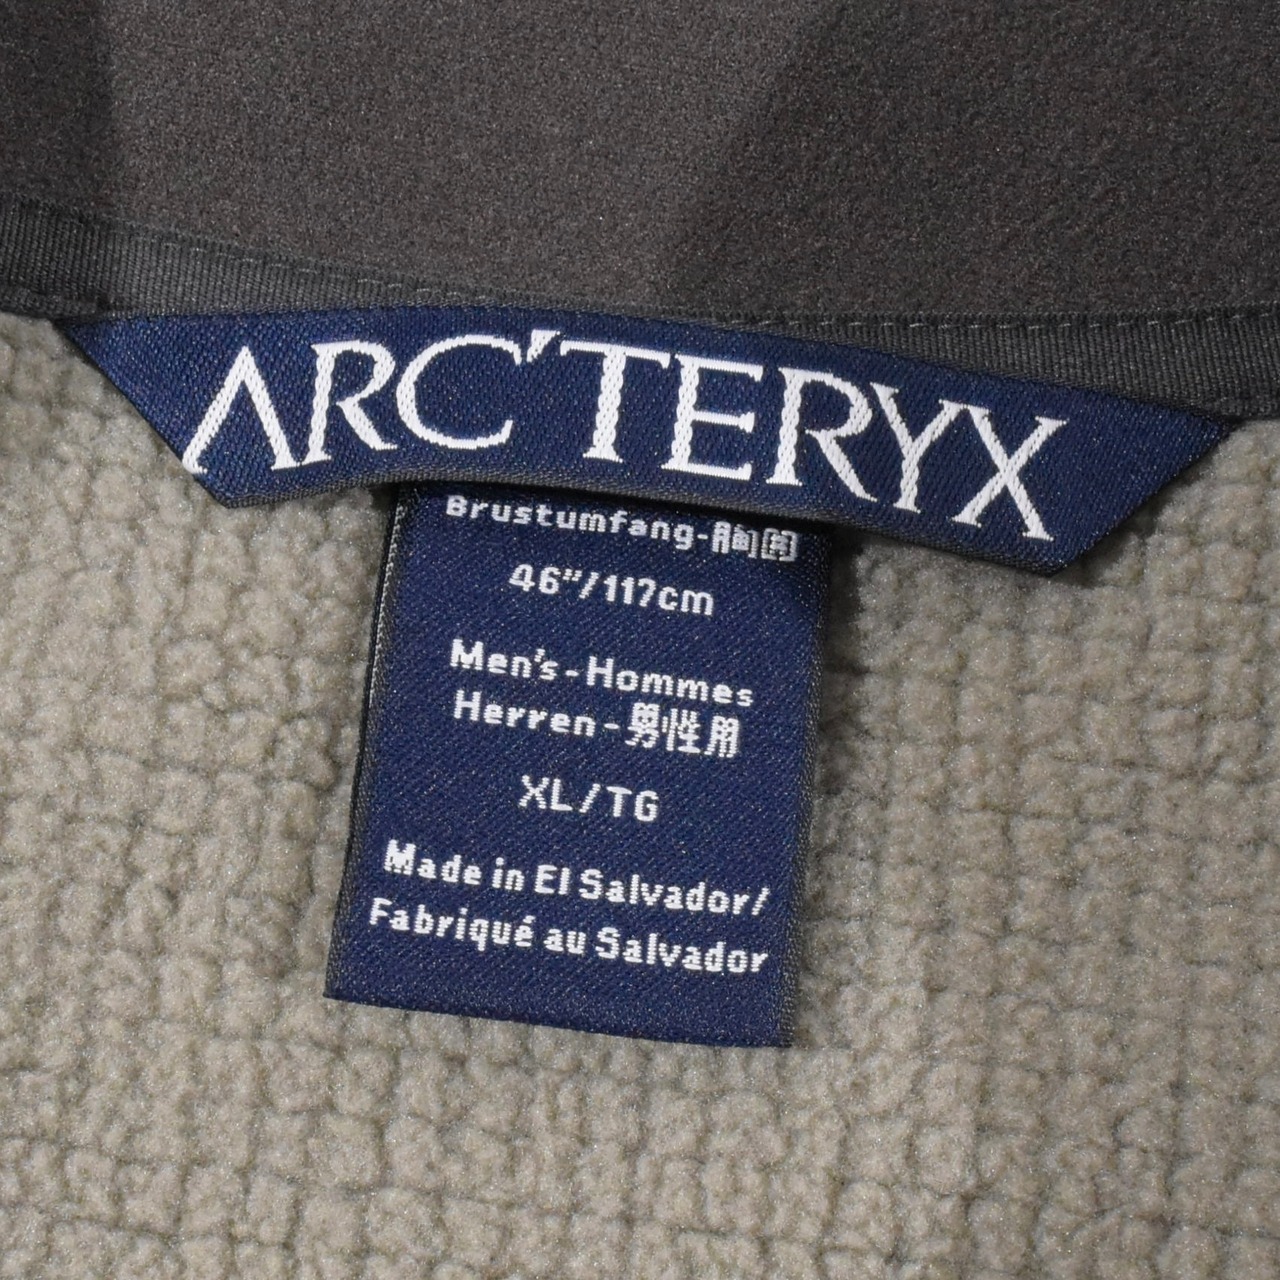 ARC'TERYX
Brustumfang-胸囲
46"/117cm
Men's-Hommes
Herren-男性用
XL/TG
Made in El Salvador/
Fabriqué au Salvador